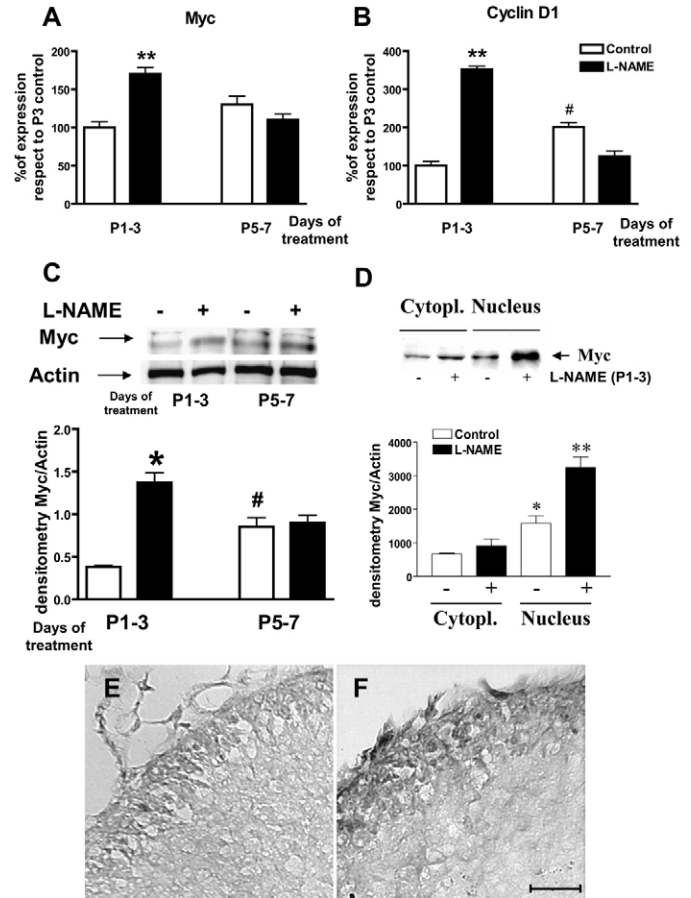 A
Myc
%of expression
respect to P3 control
200
150
100
50
0
**
P1-3
P5-7
Days of
treatment
B
Cyclin D1
%of expression
respect to P3 control
400
300
200
100
0
**
#
Control
L-NAME
P1-3
P5-7
Days of
treatment
C
L-NAME - + - +
Myc
Actin
Days of
treatment
P1-3 P5-7
densitometry Myc/Actin
2.0
1.5
1.0
0.5
0.0
*
#
Days of
treatment
P1-3 P5-7
D
Cytopl. Nucleus
Myc
- + - +
L-NAME (P1-3)
Control
L-NAME
densitometry Myc/Actin
4000
3000
2000
1000
0
*
**
- + - +
Cytopl. Nucleus
E
F